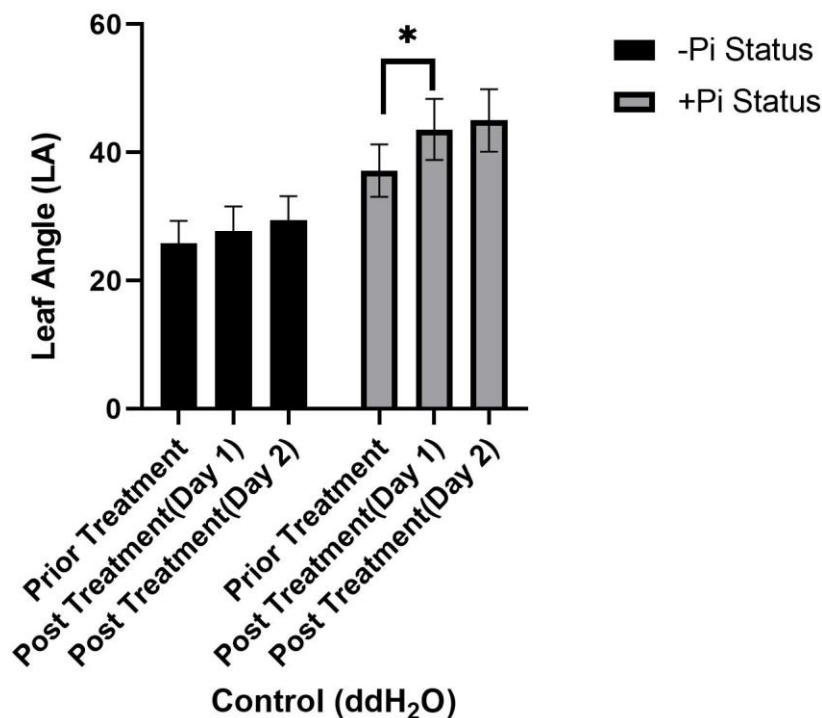 60
40
20
0
Leaf Angle (LA)
*
-Pi Status
+Pi Status
Prior Treatment
Post Treatment(Day 1)
Post Treatment(Day 2)
Prior Treatment
Post Treatment(Day 1)
Post Treatment(Day 2)
Control (ddH₂O)